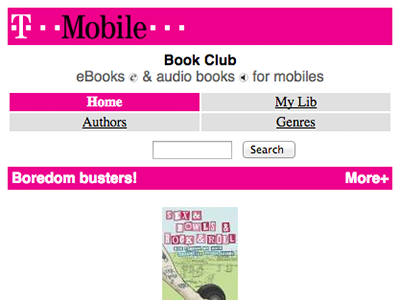 T··Mobile···
Book Club
eBooks & audio books for mobiles
Home My Lib
Authors Genres
Search
Boredom busters! More+
SEX &
BOWLS &
ROCK & ROLL